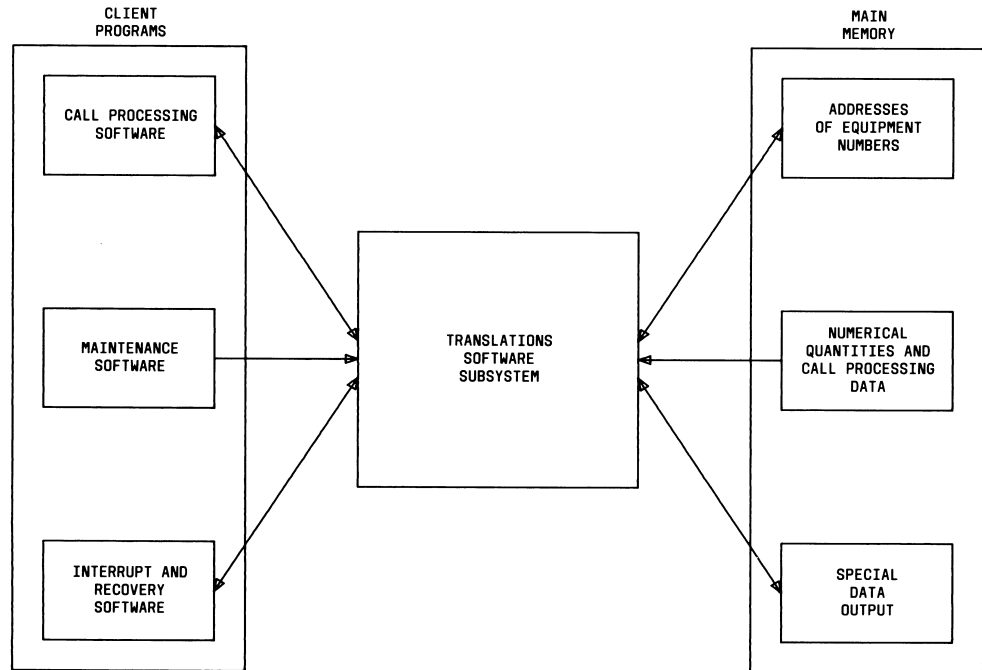 CLIENT
PROGRAMS
CALL PROCESSING
SOFTWARE
MAINTENANCE
SOFTWARE
INTERRUPT AND
RECOVERY
SOFTWARE
TRANSLATIONS
SOFTWARE
SUBSYSTEM
MAIN
MEMORY
ADDRESSES
OF EQUIPMENT
NUMBERS
NUMERICAL
QUANTITIES AND
CALL PROCESSING
DATA
SPECIAL
DATA
OUTPUT